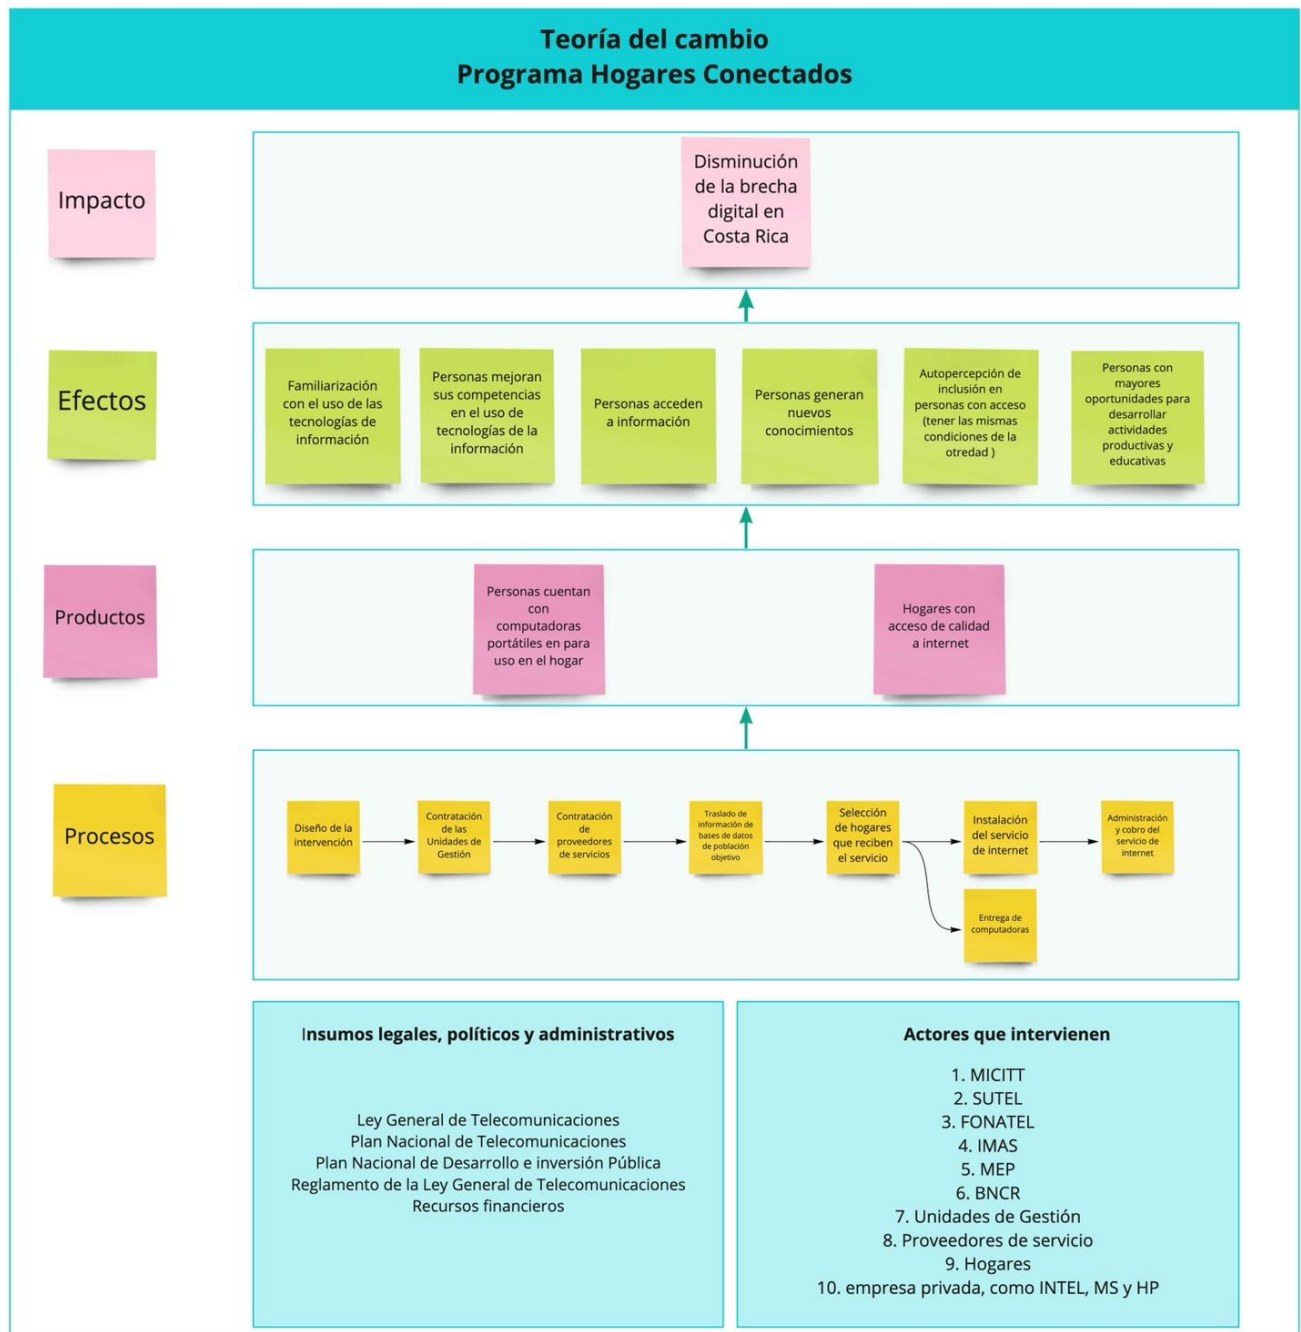 Teoría del cambio
Programa Hogares Conectados
Impacto
Disminución
de la brecha
digital en
Costa Rica
Efectos
Familiarización
con el uso de las
tecnologías de
información
Personas mejoran
sus competencias
en el uso de
tecnologías de la
información
Personas acceden
a información
Personas generan
nuevos
conocimientos
Autopercepción de
inclusión en
personas con acceso
(tener las mismas
condiciones de la
otredad )
Personas con
mayores
oportunidades para
desarrollar
actividades
productivas y
educativas
Productos
Personas cuentan
con
computadoras
portátiles en para
uso en el hogar
Hogares con
acceso de calidad
a internet
Procesos
Diseño de la
intervención
Contratación
de las
Unidades de
Gestión
Contratación
de
proveedores
de servicios
Traslado de
información de
bases de datos
de población
objetivo
Selección
de hogares
que reciben
el servicio
Instalación
del servicio
de internet
Administración
y cobro del
servicio de
internet
Entrega de
computadoras
Insumos legales, políticos y administrativos
Ley General de Telecomunicaciones
Plan Nacional de Telecomunicaciones
Plan Nacional de Desarrollo e inversión Pública
Reglamento de la Ley General de Telecomunicaciones
Recursos financieros
Actores que intervienen
1. MICITT
2. SUTEL
3. FONATEL
4. IMAS
5. MEP
6. BNCR
7. Unidades de Gestión
8. Proveedores de servicio
9. Hogares
10. empresa privada, como INTEL, MS y HP